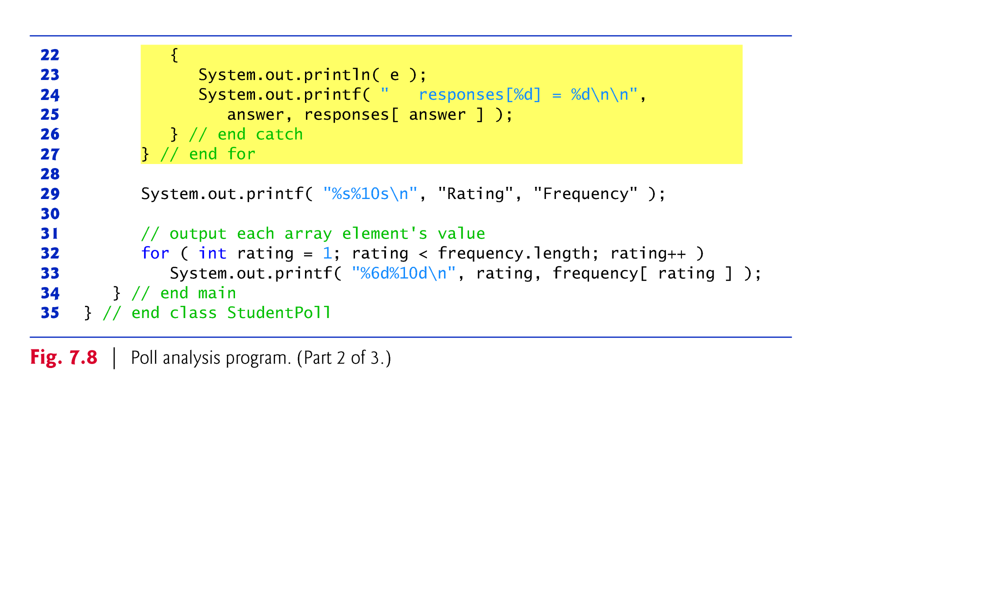 22 {
23 System.out.println( e );
24 System.out.printf( "   responses[%d] = %d\n\n",
25 answer, responses[ answer ] );
26 } // end catch
27 } // end for
28
29 System.out.printf( "%s%10s\n", "Rating", "Frequency" );
30
31 // output each array element's value
32 for ( int rating = 1; rating < frequency.length; rating++ )
33 System.out.printf( "%6d%10d\n", rating, frequency[ rating ] );
34 } // end main
35 } // end class StudentPoll
Fig. 7.8 | Poll analysis program. (Part 2 of 3.)